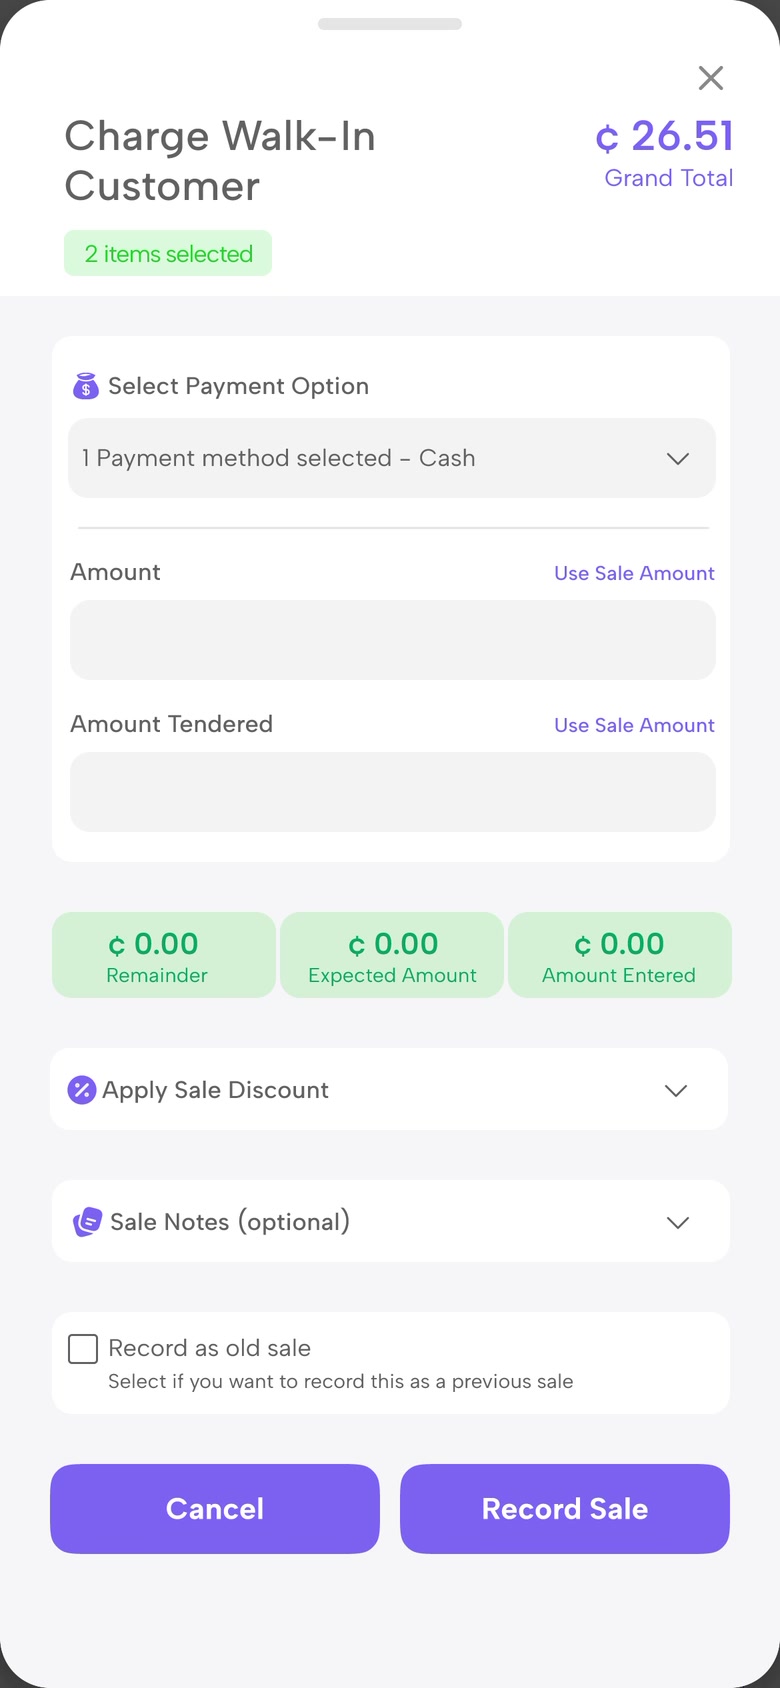 Charge Walk-In
Customer
¢ 26.51
Grand Total
2 items selected
Select Payment Option
1 Payment method selected - Cash
Amount
Use Sale Amount
Amount Tendered
Use Sale Amount
¢ 0.00
Remainder
¢ 0.00
Expected Amount
¢ 0.00
Amount Entered
Apply Sale Discount
Sale Notes (optional)
Record as old sale
Select if you want to record this as a previous sale
Cancel
Record Sale